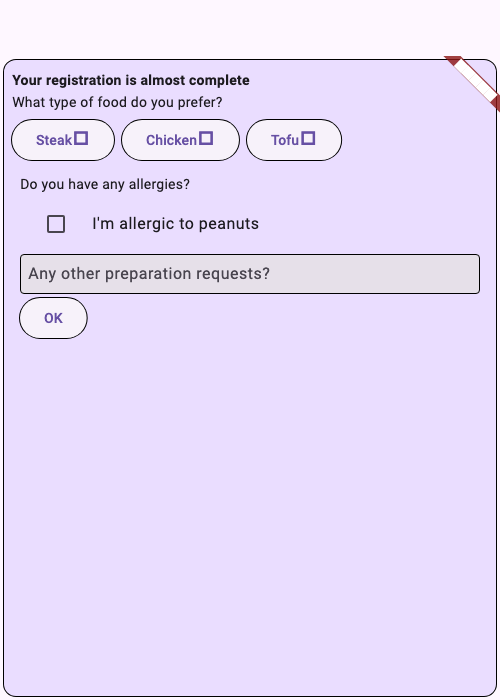 Your registration is almost complete
What type of food do you prefer?
Steak Chicken Tofu
Do you have any allergies?
I'm allergic to peanuts
Any other preparation requests?
OK